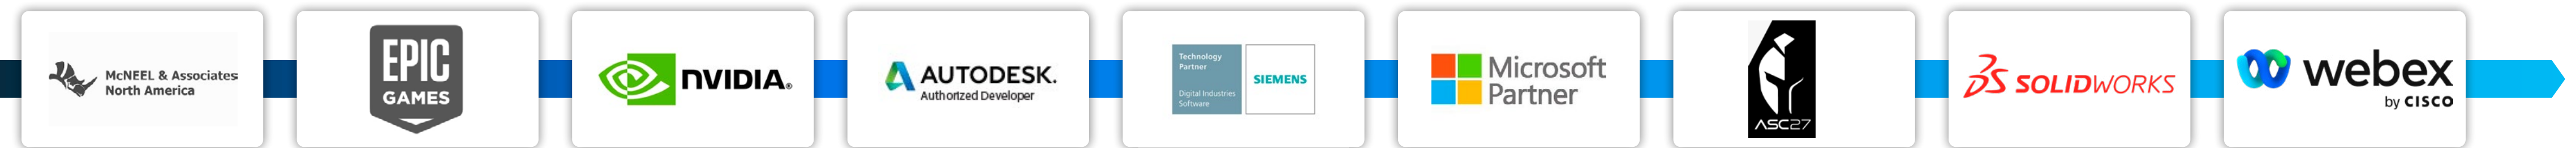 McNEEL & Associates
North America
EPIC
GAMES
NVIDIA.
AUTODESK.
Authorized Developer
Technology
Partner
Digital Industries
Software
SIEMENS
Microsoft
Partner
ASC27
3S SOLIDWORKS
webex
by CISCO